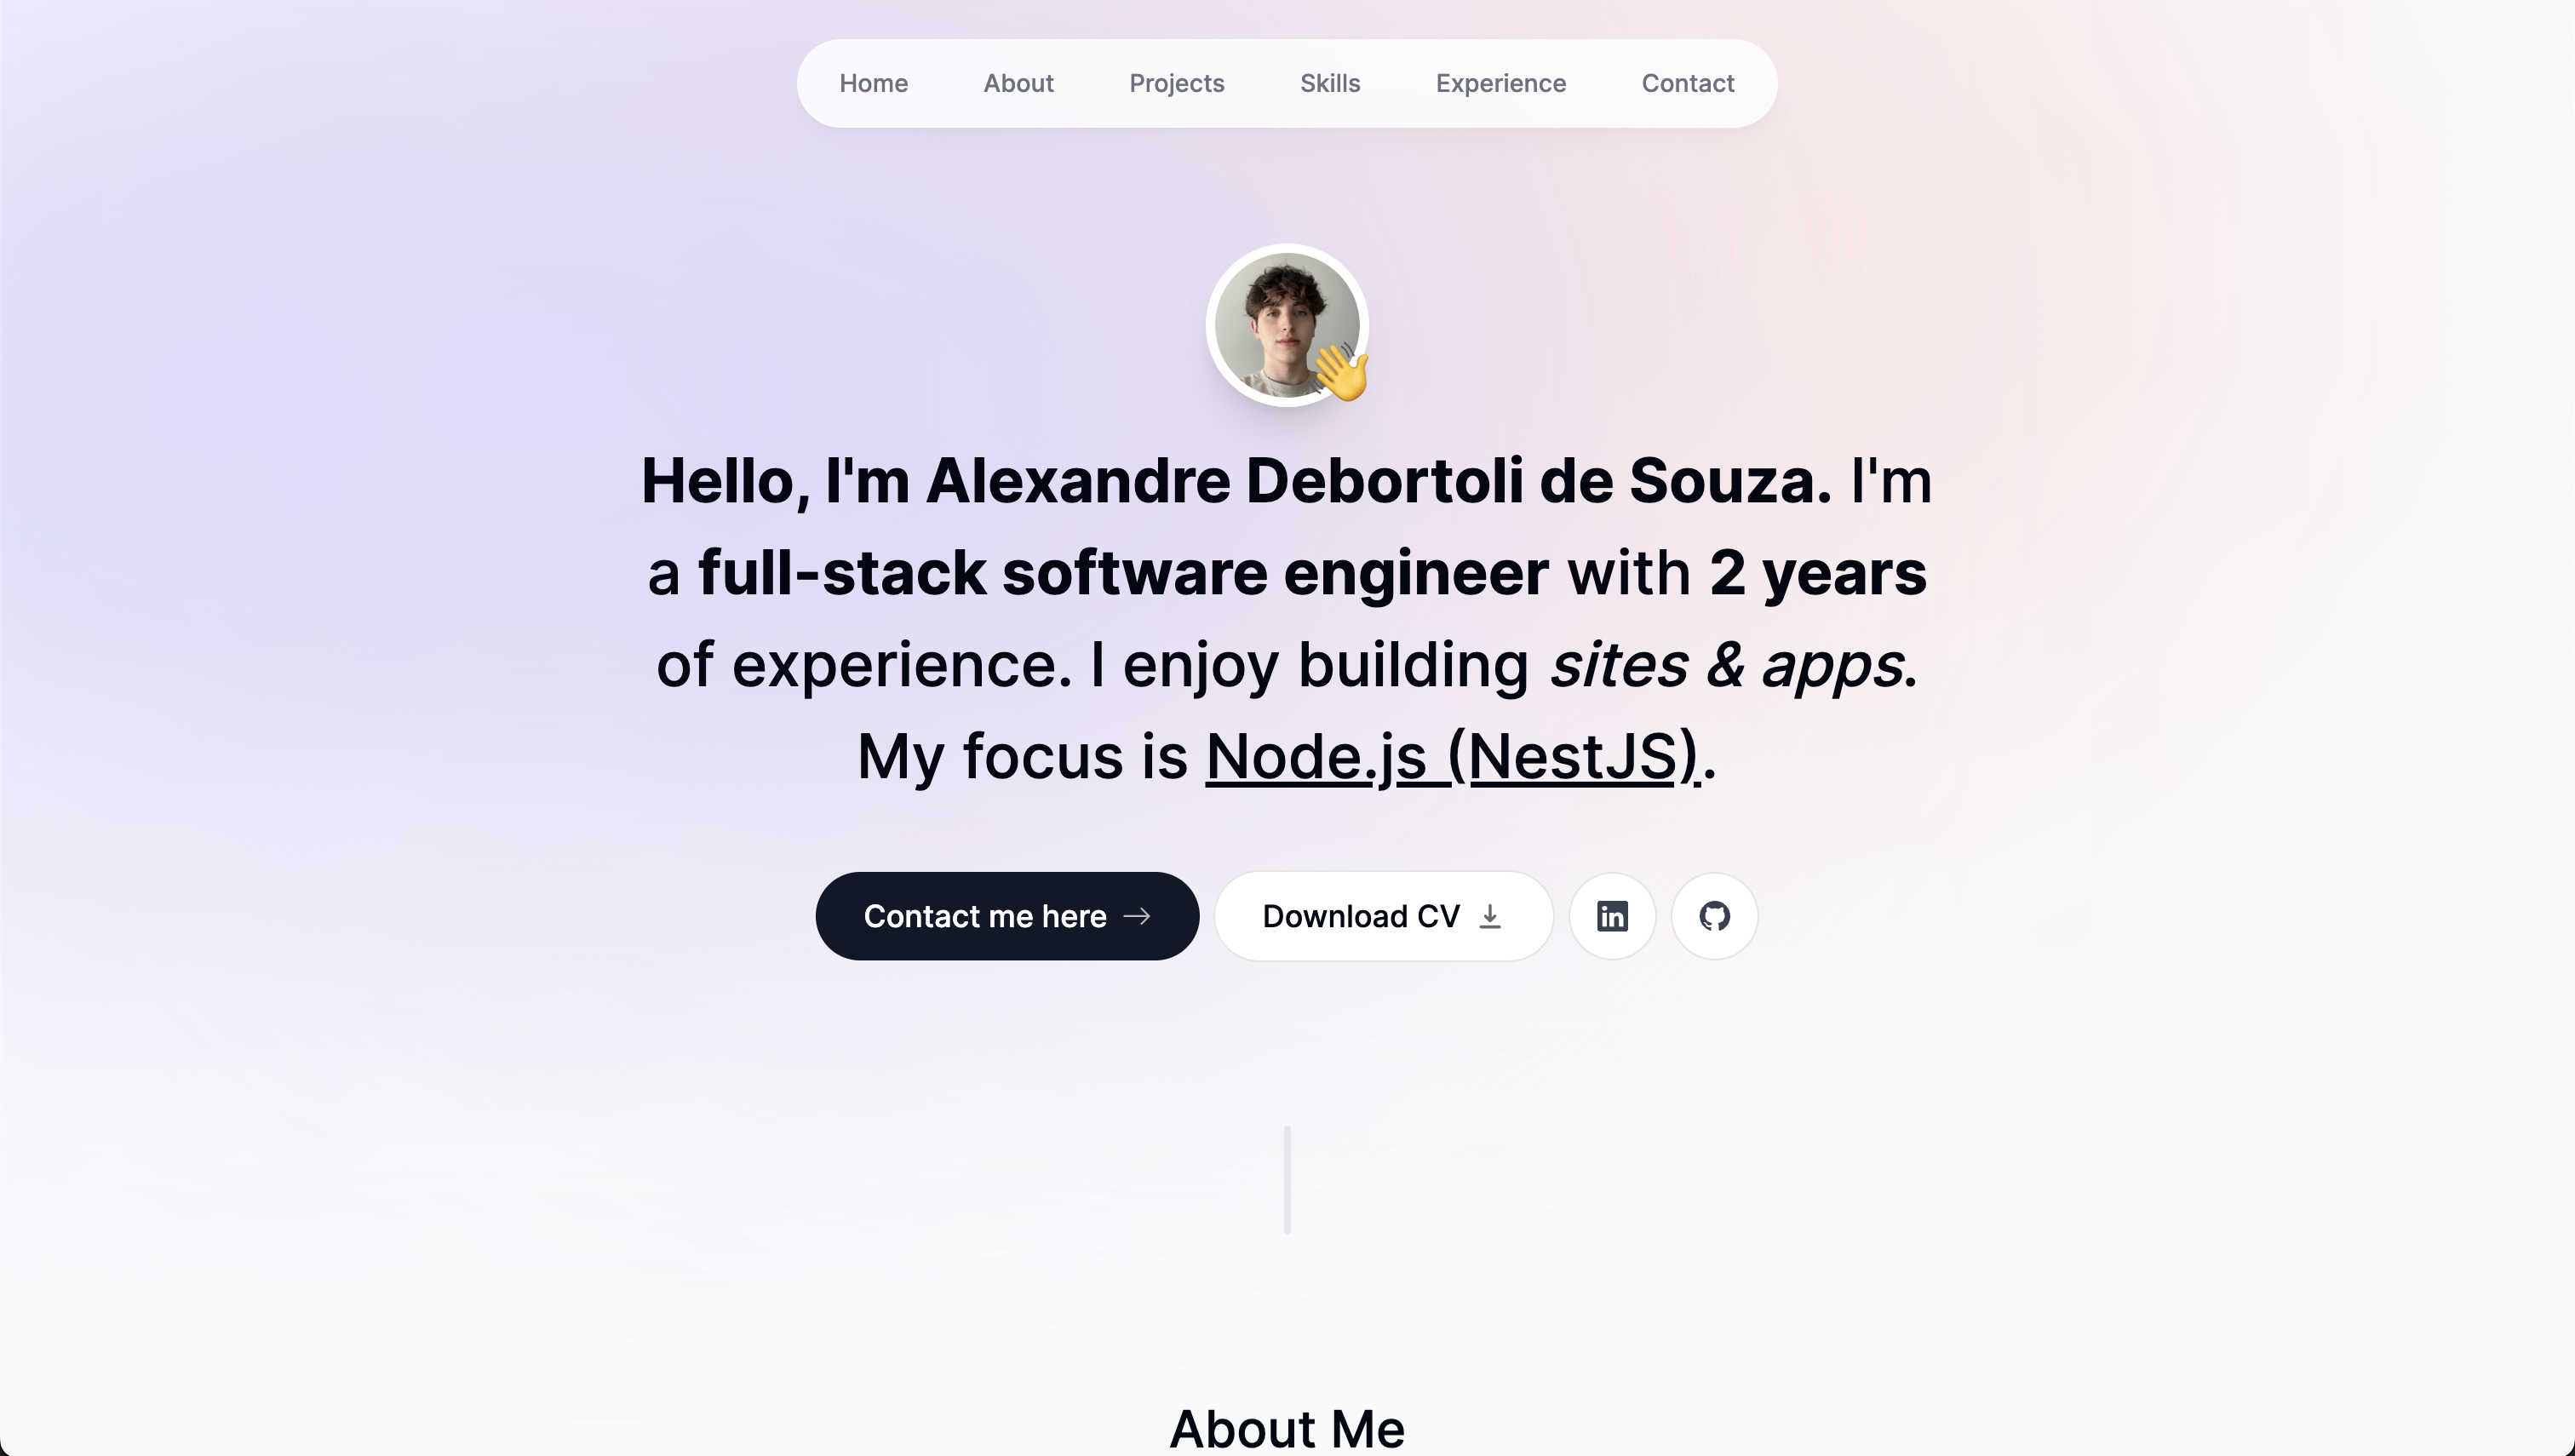 Home About Projects Skills Experience Contact
Hello, I'm Alexandre Debortoli de Souza. I'm
a full-stack software engineer with 2 years
of experience. I enjoy building sites & apps.
My focus is Node.js (NestJS).
Contact me here Download CV in
About Me